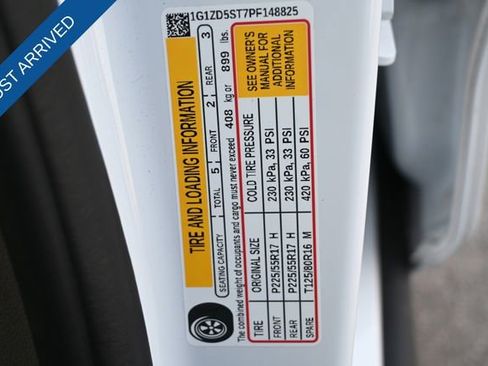 UST ARRIVED
1G1ZD5ST7PF148825
TIRE AND LOADING INFORMATION
SEATING CAPACITY TOTAL 5 FRONT 2 REAR 3
The combined weight of occupants and cargo must never exceed 408 kg or 899 lbs.
TIRE ORIGINAL SIZE COLD TIRE PRESSURE
FRONT P225/55R17 H 230 kPa, 33 PSI
REAR P225/55R17 H 230 kPa, 33 PSI
SPARE T125/80R16 M 420 kPa, 60 PSI
SEE OWNER'S
MANUAL FOR
ADDITIONAL
INFORMATION